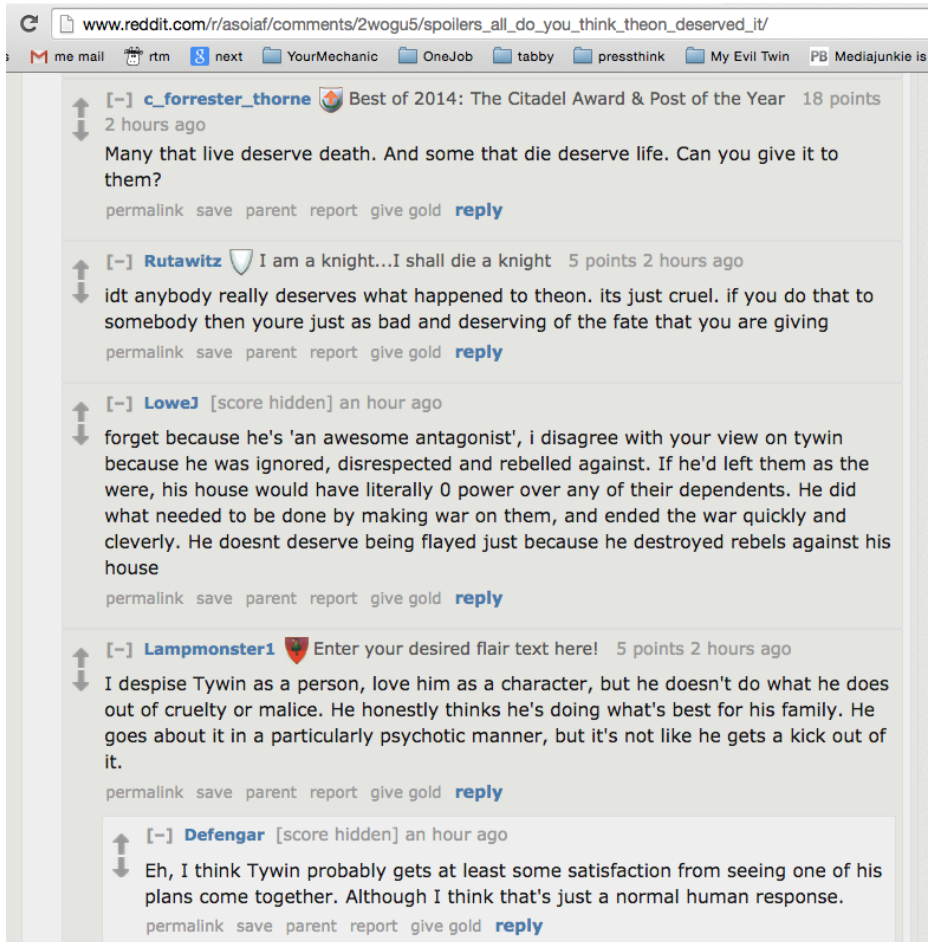 www.reddit.com/r/asoiaf/comments/2wogu5/spoilers_all_do_you_think_theon_deserved_it/
s me mail rtm 8 next YourMechanic OneJob tabby pressthink My Evil Twin PB Mediajunkie is
[–] c_forrester_thorne Best of 2014: The Citadel Award & Post of the Year 18 points
2 hours ago
Many that live deserve death. And some that die deserve life. Can you give it to
them?
permalink save parent report give gold reply
[–] Rutawitz I am a knight...I shall die a knight 5 points 2 hours ago
idt anybody really deserves what happened to theon. its just cruel. if you do that to
somebody then youre just as bad and deserving of the fate that you are giving
permalink save parent report give gold reply
[–] LoweJ [score hidden] an hour ago
forget because he's 'an awesome antagonist', i disagree with your view on tywin
because he was ignored, disrespected and rebelled against. If he'd left them as the
were, his house would have literally 0 power over any of their dependents. He did
what needed to be done by making war on them, and ended the war quickly and
cleverly. He doesnt deserve being flayed just because he destroyed rebels against his
house
permalink save parent report give gold reply
[–] Lampmonster1 Enter your desired flair text here! 5 points 2 hours ago
I despise Tywin as a person, love him as a character, but he doesn't do what he does
out of cruelty or malice. He honestly thinks he's doing what's best for his family. He
goes about it in a particularly psychotic manner, but it's not like he gets a kick out of
it.
permalink save parent report give gold reply
[–] Defengar [score hidden] an hour ago
Eh, I think Tywin probably gets at least some satisfaction from seeing one of his
plans come together. Although I think that's just a normal human response.
permalink save parent report give gold reply